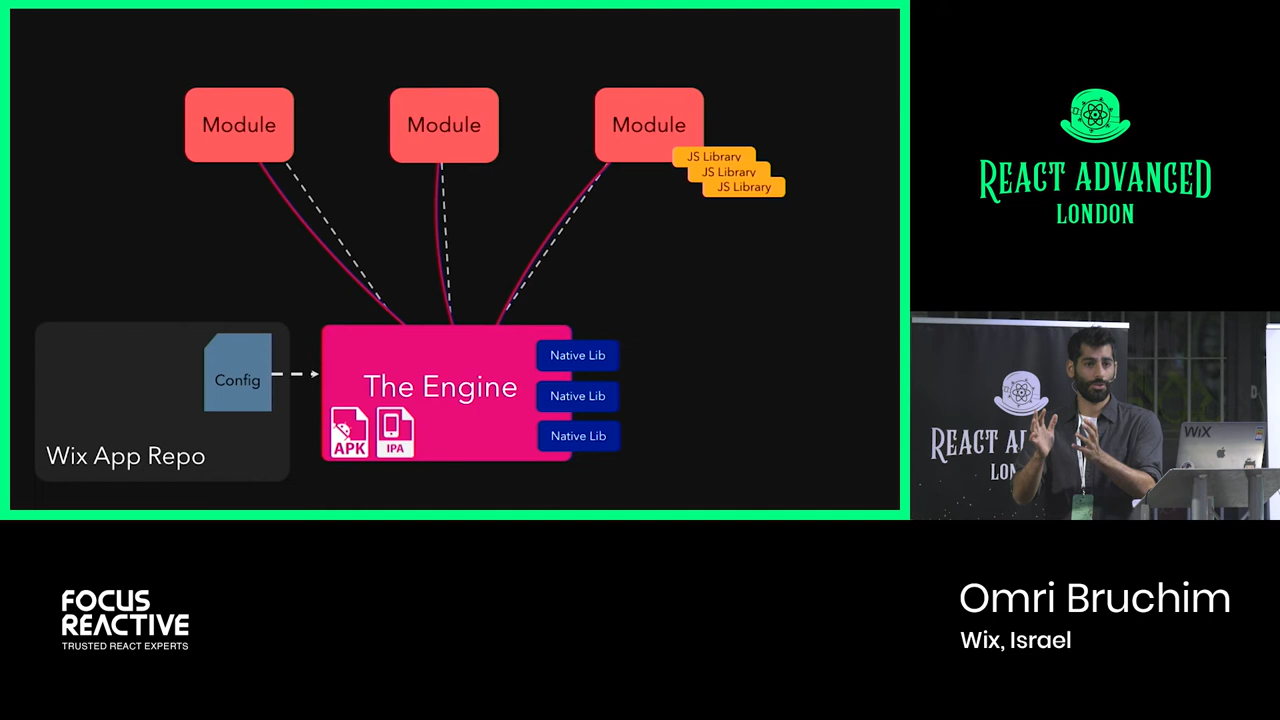 Module
Module
Module
JS Library
JS Library
JS Library
Config
Wix App Repo
The Engine
APK
IPA
Native Lib
Native Lib
Native Lib
REACT ADVANCED
LONDON
REACT AD
LON
WiX
FOCUS
REACTIVE
TRUSTED REACT EXPERTS
Omri Bruchim
Wix, Israel